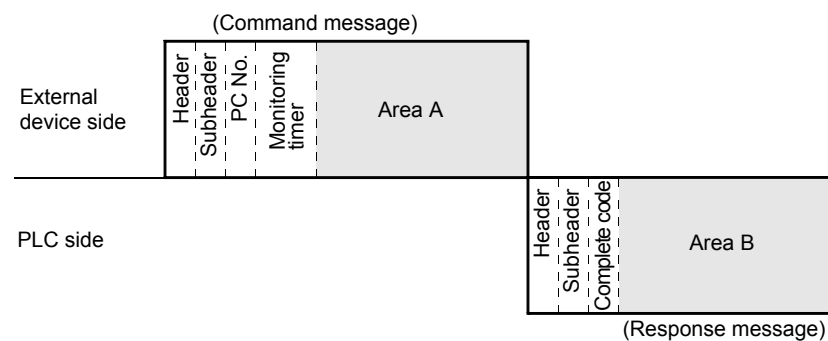 (Command message)
External
device side
Header
Subheader
PC No.
Monitoring
timer
Area A
PLC side
Header
Subheader
Complete code
Area B
(Response message)